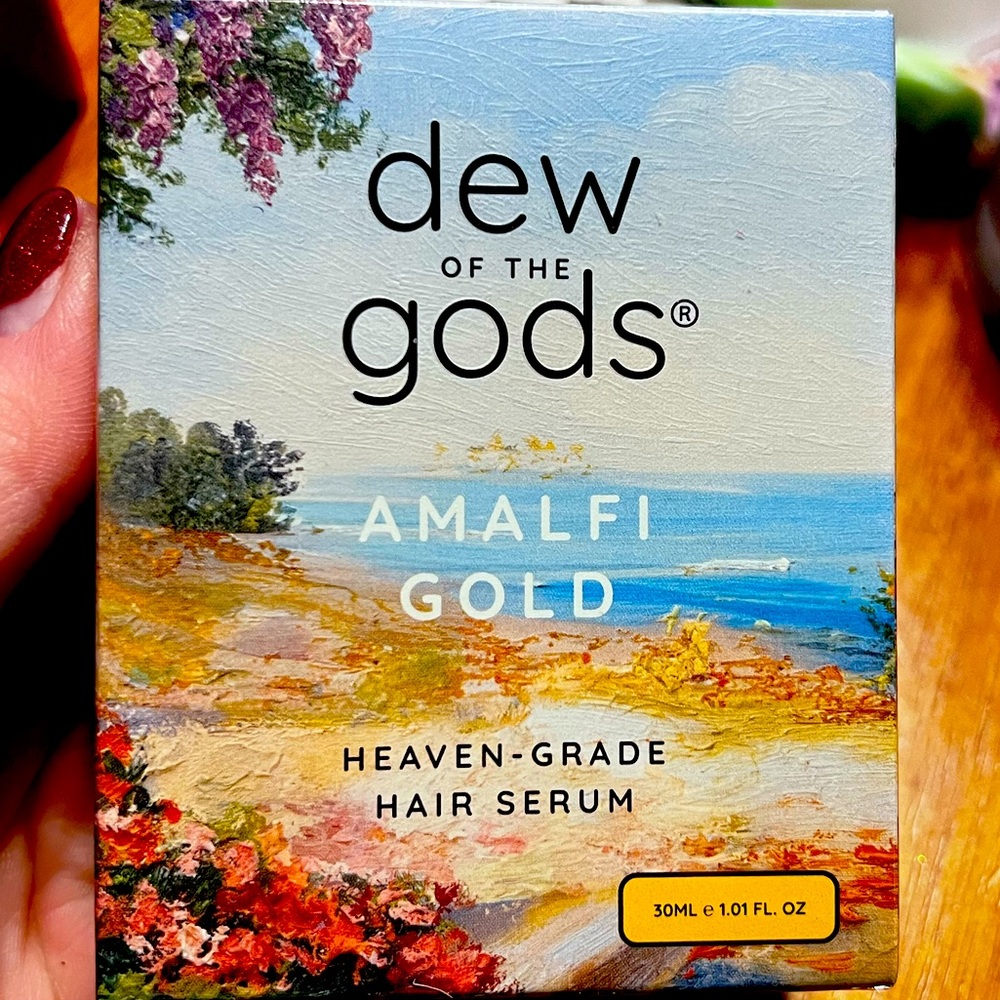 dew
OF THE
gods®
AMALFI
GOLD
HEAVEN-GRADE
HAIR SERUM
30ML ℮ 1.01 FL. OZ